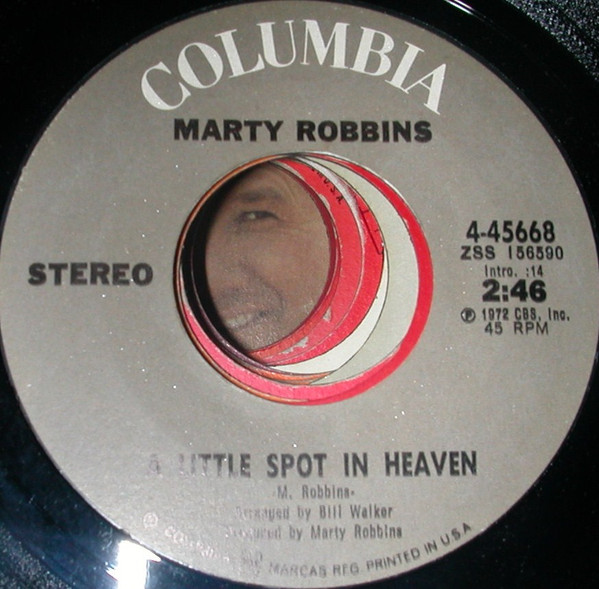 COLUMBIA
MARTY ROBBINS
U.S.A.
STEREO
4-45668
ZSS 156590
Intro. :14
2:46
℗ 1972 CBS, Inc.
45 RPM
A LITTLE SPOT IN HEAVEN
-M. Robbins-
Arranged by Bill Walker
Produced by Marty Robbins
MARCAS REG. PRINTED IN U.S.A.